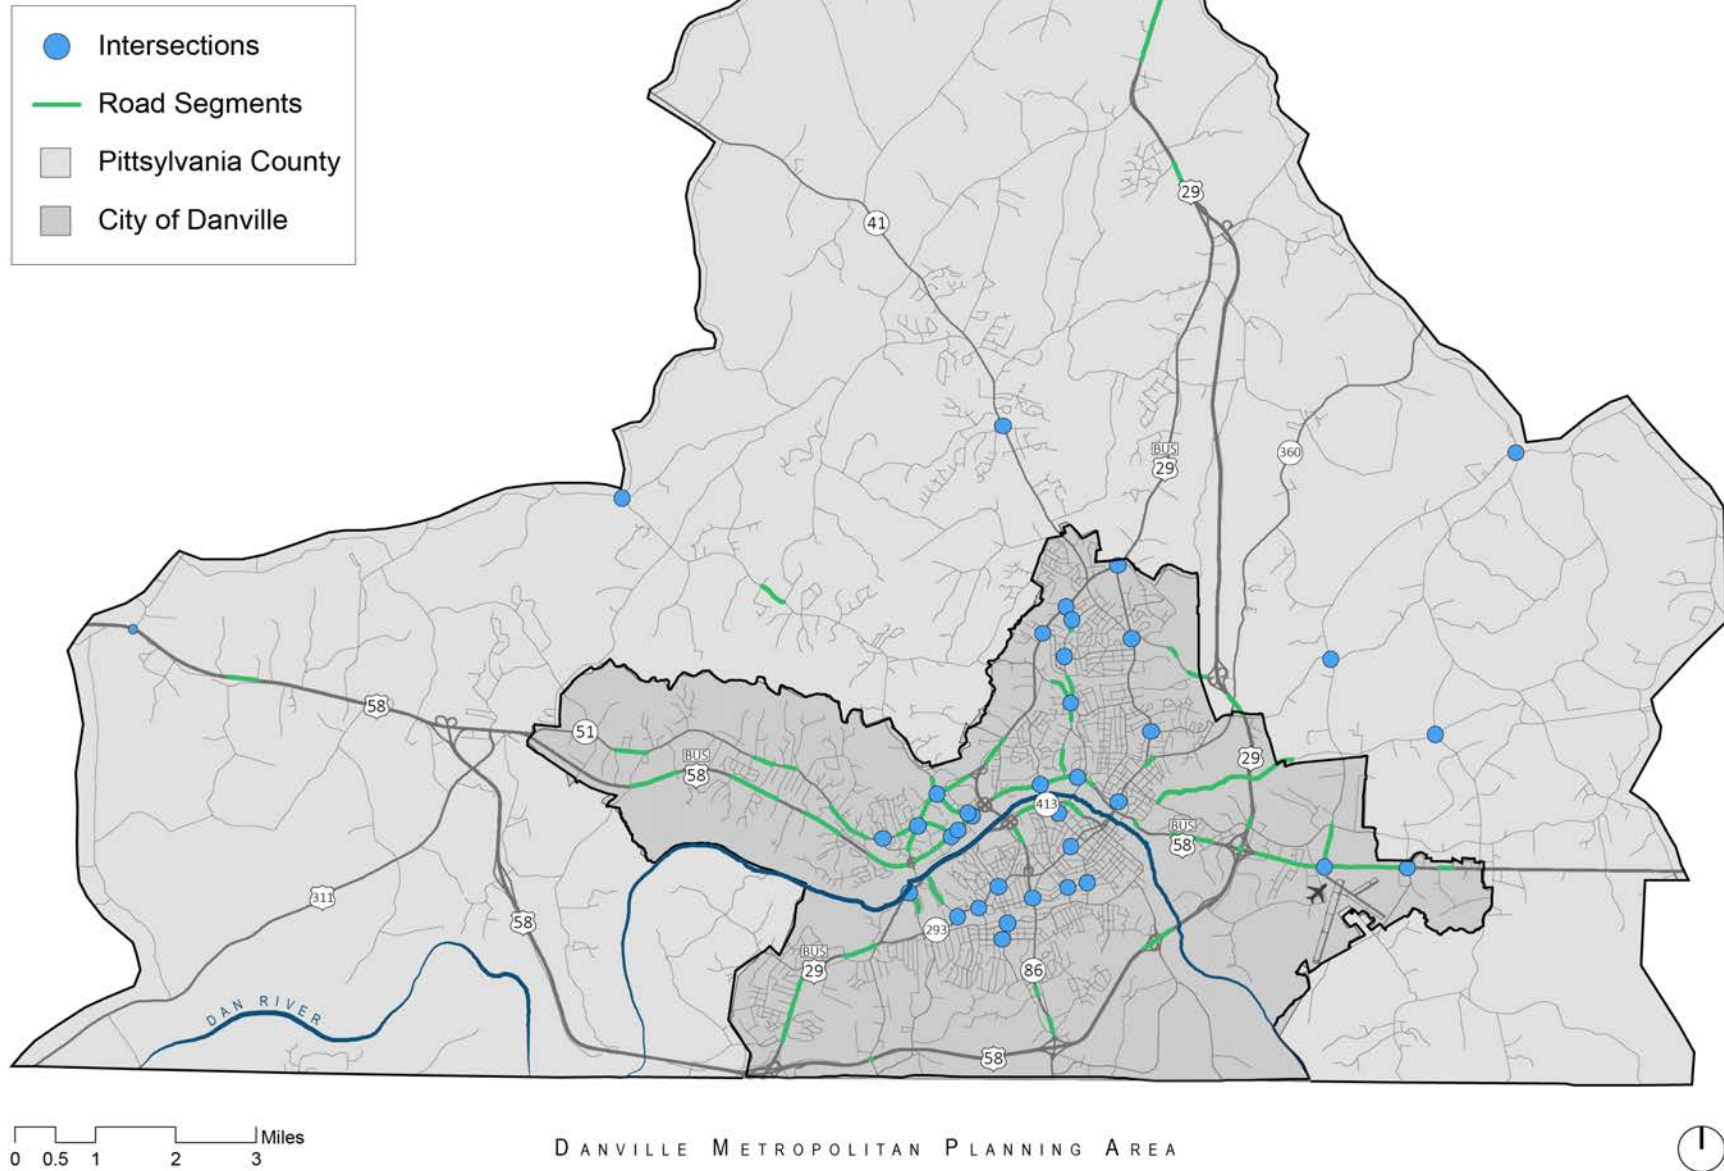 Intersections
Road Segments
Pittsylvania County
City of Danville
29
41
BUS
29
360
58
51
BUS
58
29
413
BUS
58
311
58
293
BUS
29
86
DAN RIVER
58
0 0.5 1 2 3 Miles
DANVILLE METROPOLITAN PLANNING AREA